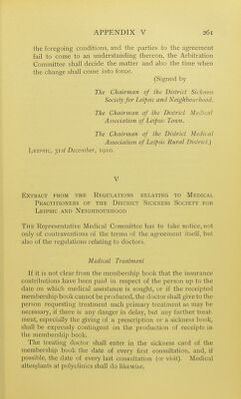 APPENDIX V 261
the foregoing conditions, and the parties to the agreement
fail to come to an understanding thereon, the Arbitration
Committee shall decide the matter and also the time when
the change shall come into force.
(Signed by
The Chairman of the District Sickness
Society for Leipsic and Neighbourhood.
The Chairman of the District Medical
Association of Leipsic Town.
The Chairman of the District Medical
Association of Leipsic Rural District.)
LEIPSIC, 31st December, 1910.
V
EXTRACT FROM THE REGULATIONS RELATING TO MEDICAL
PRACTITIONERS OF THE DISTRICT SICKNESS SOCIETY FOR
LEIPSIC AND NEIGHBOURHOOD
THE Representative Medical Committee has to take notice, not
only of contraventions of the terms of the agreement itself, but
also of the regulations relating to doctors.
Medical Treatment
If it is not clear from the membership book that the insurance
contributions have been paid in respect of the person up to the
date on which medical assistance is sought, or if the receipted
membership book cannot be produced, the doctor shall give to the
person requesting treatment such primary treatment as may be
necessary, if there is any danger in delay, but any further treat-
ment, especially the giving of a prescription or a sickness book,
shall be expressly contingent on the production of receipts in
the membership book.
The treating doctor shall enter in the sickness card of the
membership book the date of every first consultation, and, if
possible, the date of every last consultation (or visit). Medical
attendants at polyclinics shall do likewise.